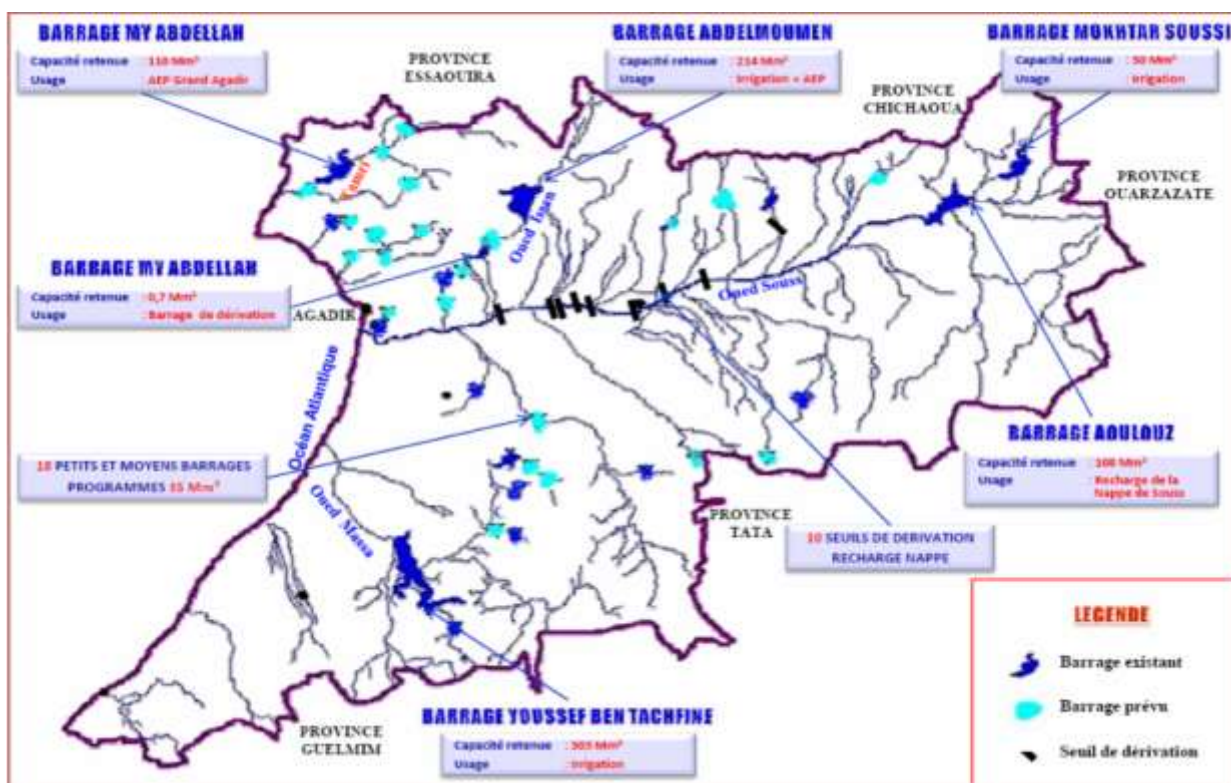 BARRAGE MY ABDELLAH
Capacité retenue : 110 Mm³
Usage : AEP Grand Agadir
PROVINCE
ESSAOUIRA
BARRAGE ABDELMOUMEN
Capacité retenue : 214 Mm³
Usage : Irrigation + AEP
BARRAGE MOKHTAR SOUSSI
Capacité retenue : 50 Mm³
Usage : Irrigation
PROVINCE
CHICHAOUA
PROVINCE
OUARZAZATE
Tamri
Oued Issen
BARRAGE MY ABDELLAH
Capacité retenue : 0,7 Mm³
Usage : Barrage de dérivation
AGADIR
Oued Souss
Océan Atlantique
18 PETITS ET MOYENS BARRAGES
PROGRAMMES 35 Mm³
Oued Massa
BARRAGE AOULOUZ
Capacité retenue : 108 Mm³
Usage : Recharge de la
Nappe de Souss
PROVINCE
TATA
10 SEUILS DE DERIVATION
RECHARGE NAPPE
PROVINCE
GUELMIM
BARRAGE YOUSSEF BEN TACHFINE
Capacité retenue : 303 Mm³
Usage : Irrigation
LEGENDE
Barrage existant
Barrage prévu
Seuil de dérivation